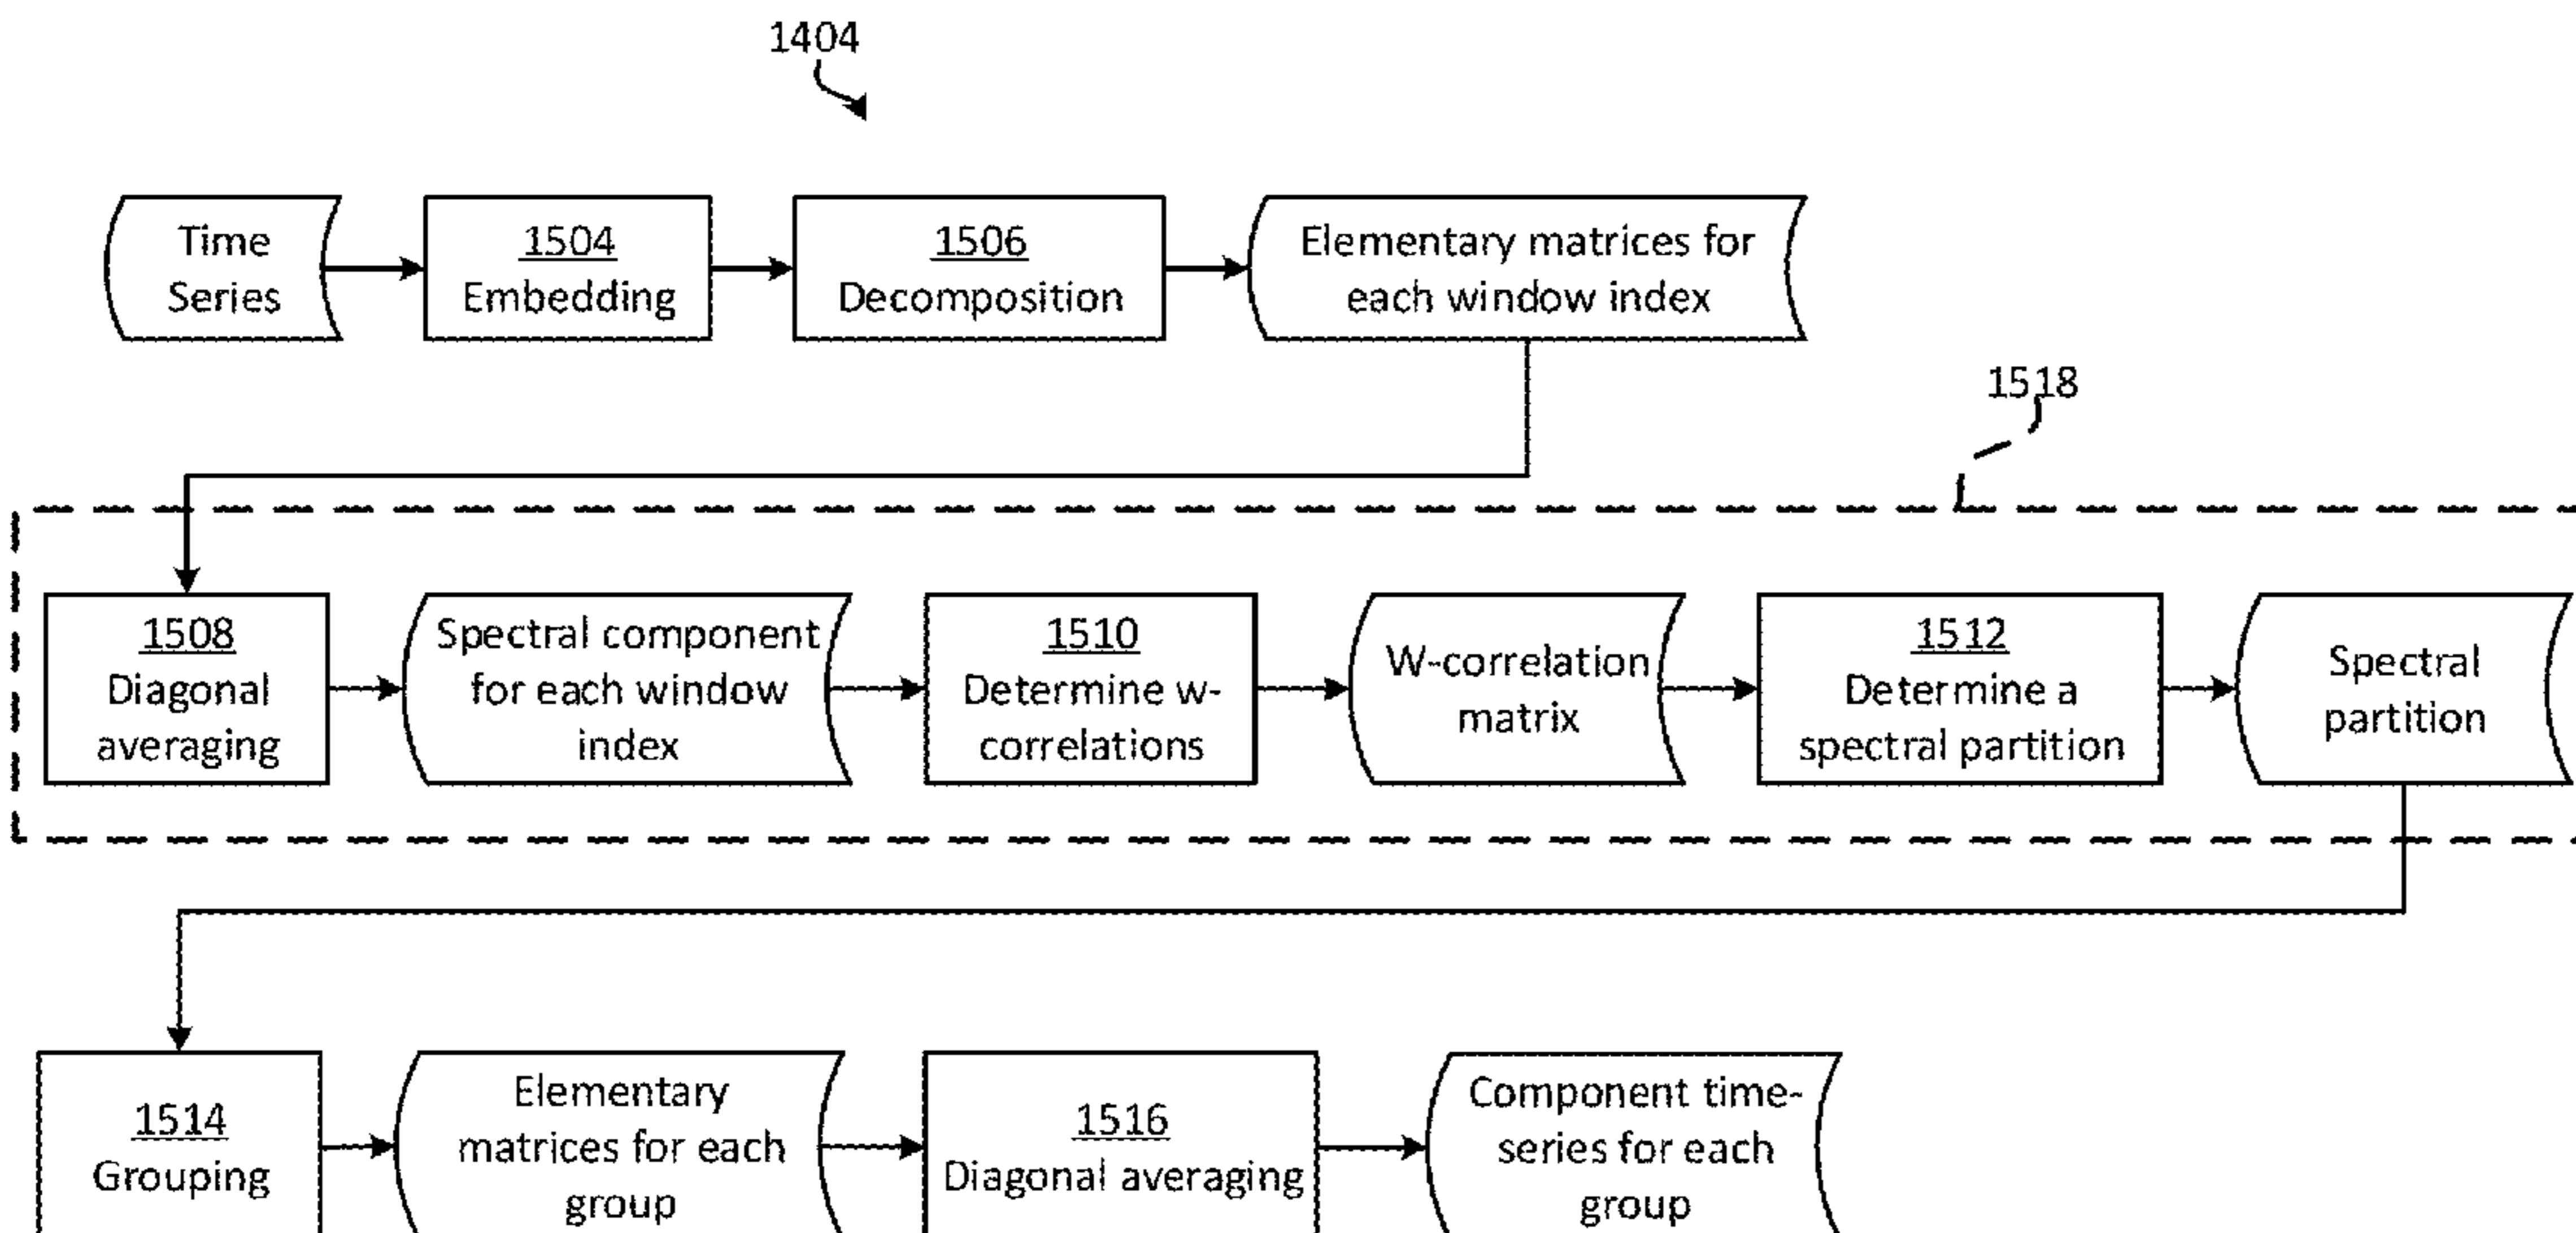 1404
Time
Series
1504
Embedding
1506
Decomposition
Elementary matrices for
each window index
1518
1508
Diagonal
averaging
Spectral component
for each window
index
1510
Determine w-
correlations
W-correlation
matrix
1512
Determine a
spectral partition
Spectral
partition
1514
Grouping
Elementary
matrices for each
group
1516
Diagonal averaging
Component time-
series for each
group